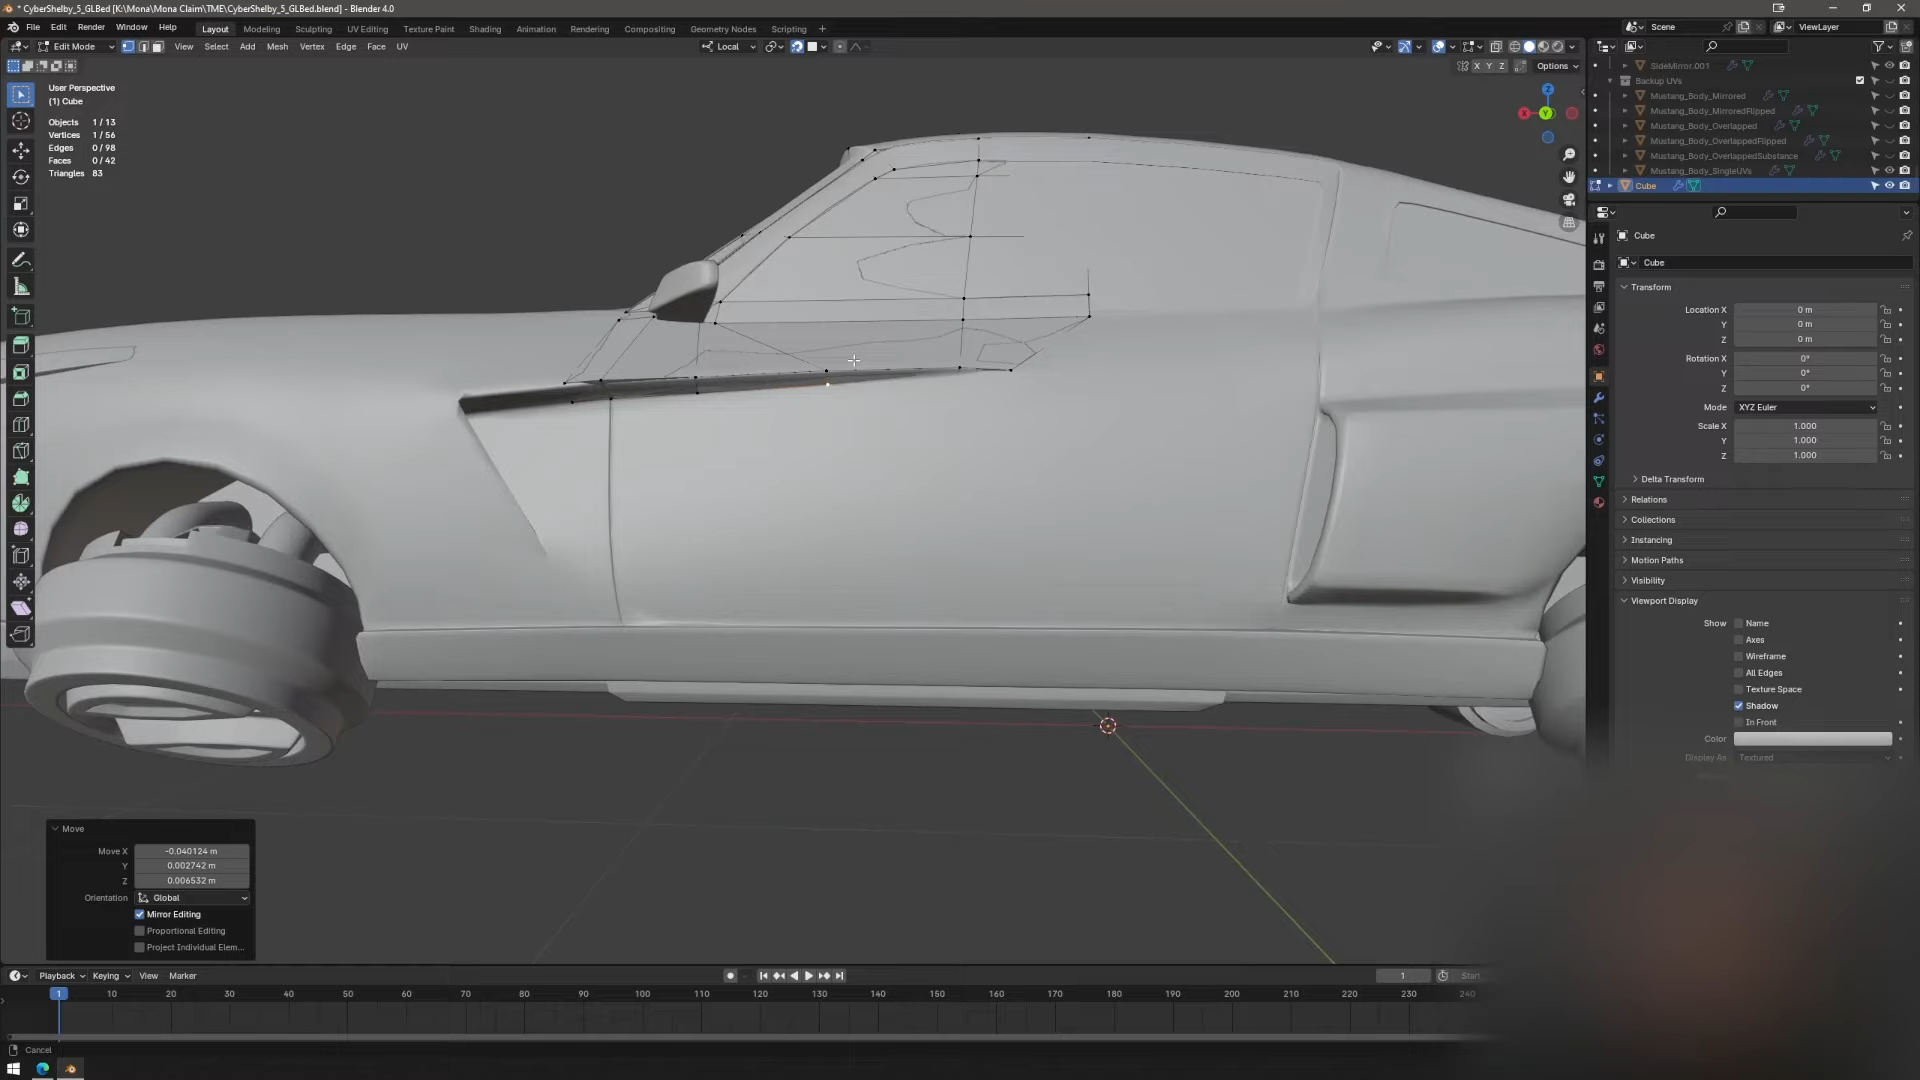 * CyberShelby_5_GLBed [K:\Mona\Mona Claim\TME\CyberShelby_5_GLBed.blend] - Blender 4.0
File Edit Render Window Help Layout Modeling Sculpting UV Editing Texture Paint Shading Animation Rendering Compositing Geometry Nodes Scripting + Scene ViewLayer
Edit Mode View Select Add Mesh Vertex Edge Face UV Local
X Y Z Options
User Perspective
(1) Cube
Objects 1 / 13
Vertices 1 / 56
Edges 0 / 98
Faces 0 / 42
Triangles 83
Z
X Y
SideMirror.001
Backup UVs
Mustang_Body_Mirrored
Mustang_Body_MirroredFlipped
Mustang_Body_Overlapped
Mustang_Body_OverlappedFlipped
Mustang_Body_OverlappedSubstance
Mustang_Body_SingleUVs
Cube
Cube
Cube
Transform
Location X 0 m
Y 0 m
Z 0 m
Rotation X 0°
Y 0°
Z 0°
Mode XYZ Euler
Scale X 1.000
Y 1.000
Z 1.000
Delta Transform
Relations
Collections
Instancing
Motion Paths
Visibility
Viewport Display
Show Name
Axes
Wireframe
All Edges
Texture Space
Shadow
In Front
Color
Display As Textured
Move
Move X -0.040124 m
Y 0.002742 m
Z 0.006532 m
Orientation Global
Mirror Editing
Proportional Editing
Project Individual Elem...
Playback Keying View Marker 1 Start
1 10 20 30 40 50 60 70 80 90 100 110 120 130 140 150 160 170 180 190 200 210 220 230 240
Cancel